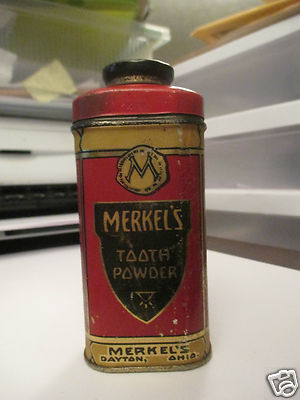 M
MERKEL'S
TOOTH
POWDER
MERKEL'S
DAYTON, OHIO.